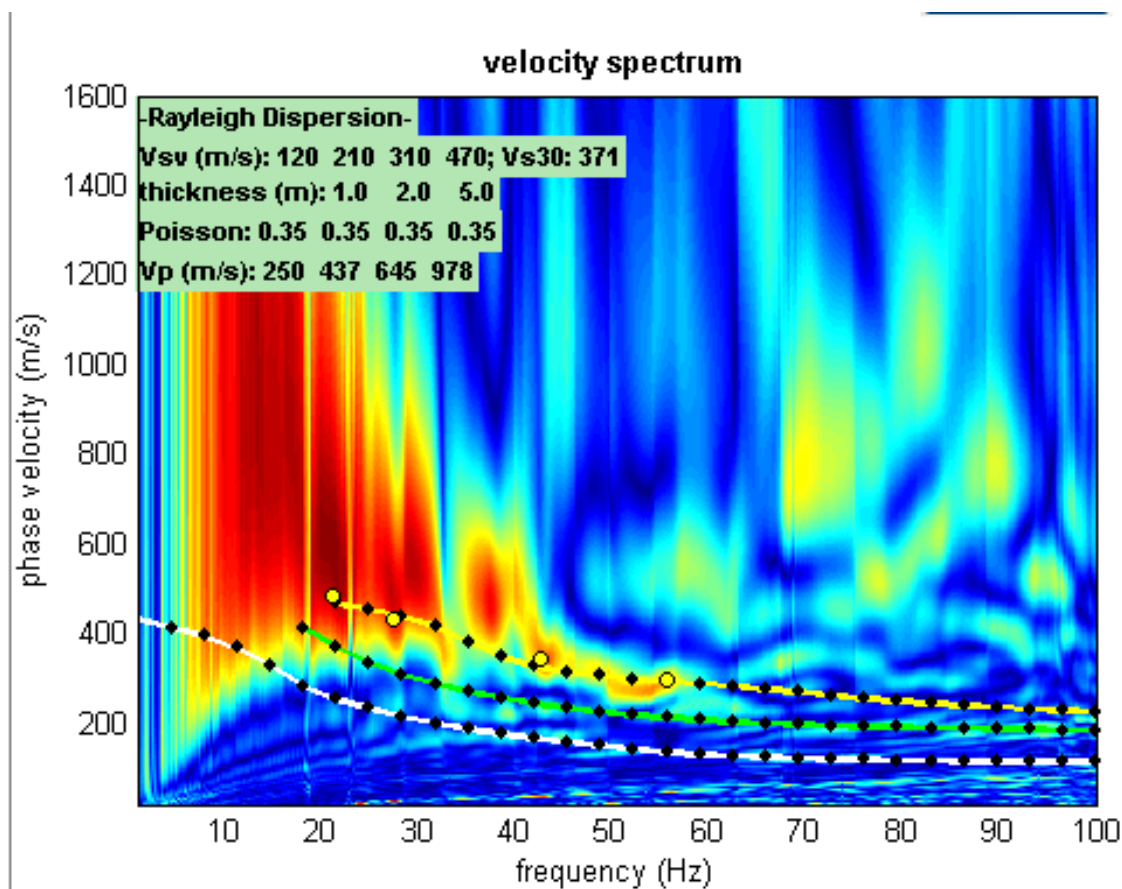 velocity spectrum
1600
-Rayleigh Dispersion-
Vsv (m/s): 120 210 310 470; Vs30: 371
thickness (m): 1.0 2.0 5.0
Poisson: 0.35 0.35 0.35 0.35
Vp (m/s): 250 437 645 978
1400
1200
1000
800
600
400
200
phase velocity (m/s)
10 20 30 40 50 60 70 80 90 100
frequency (Hz)